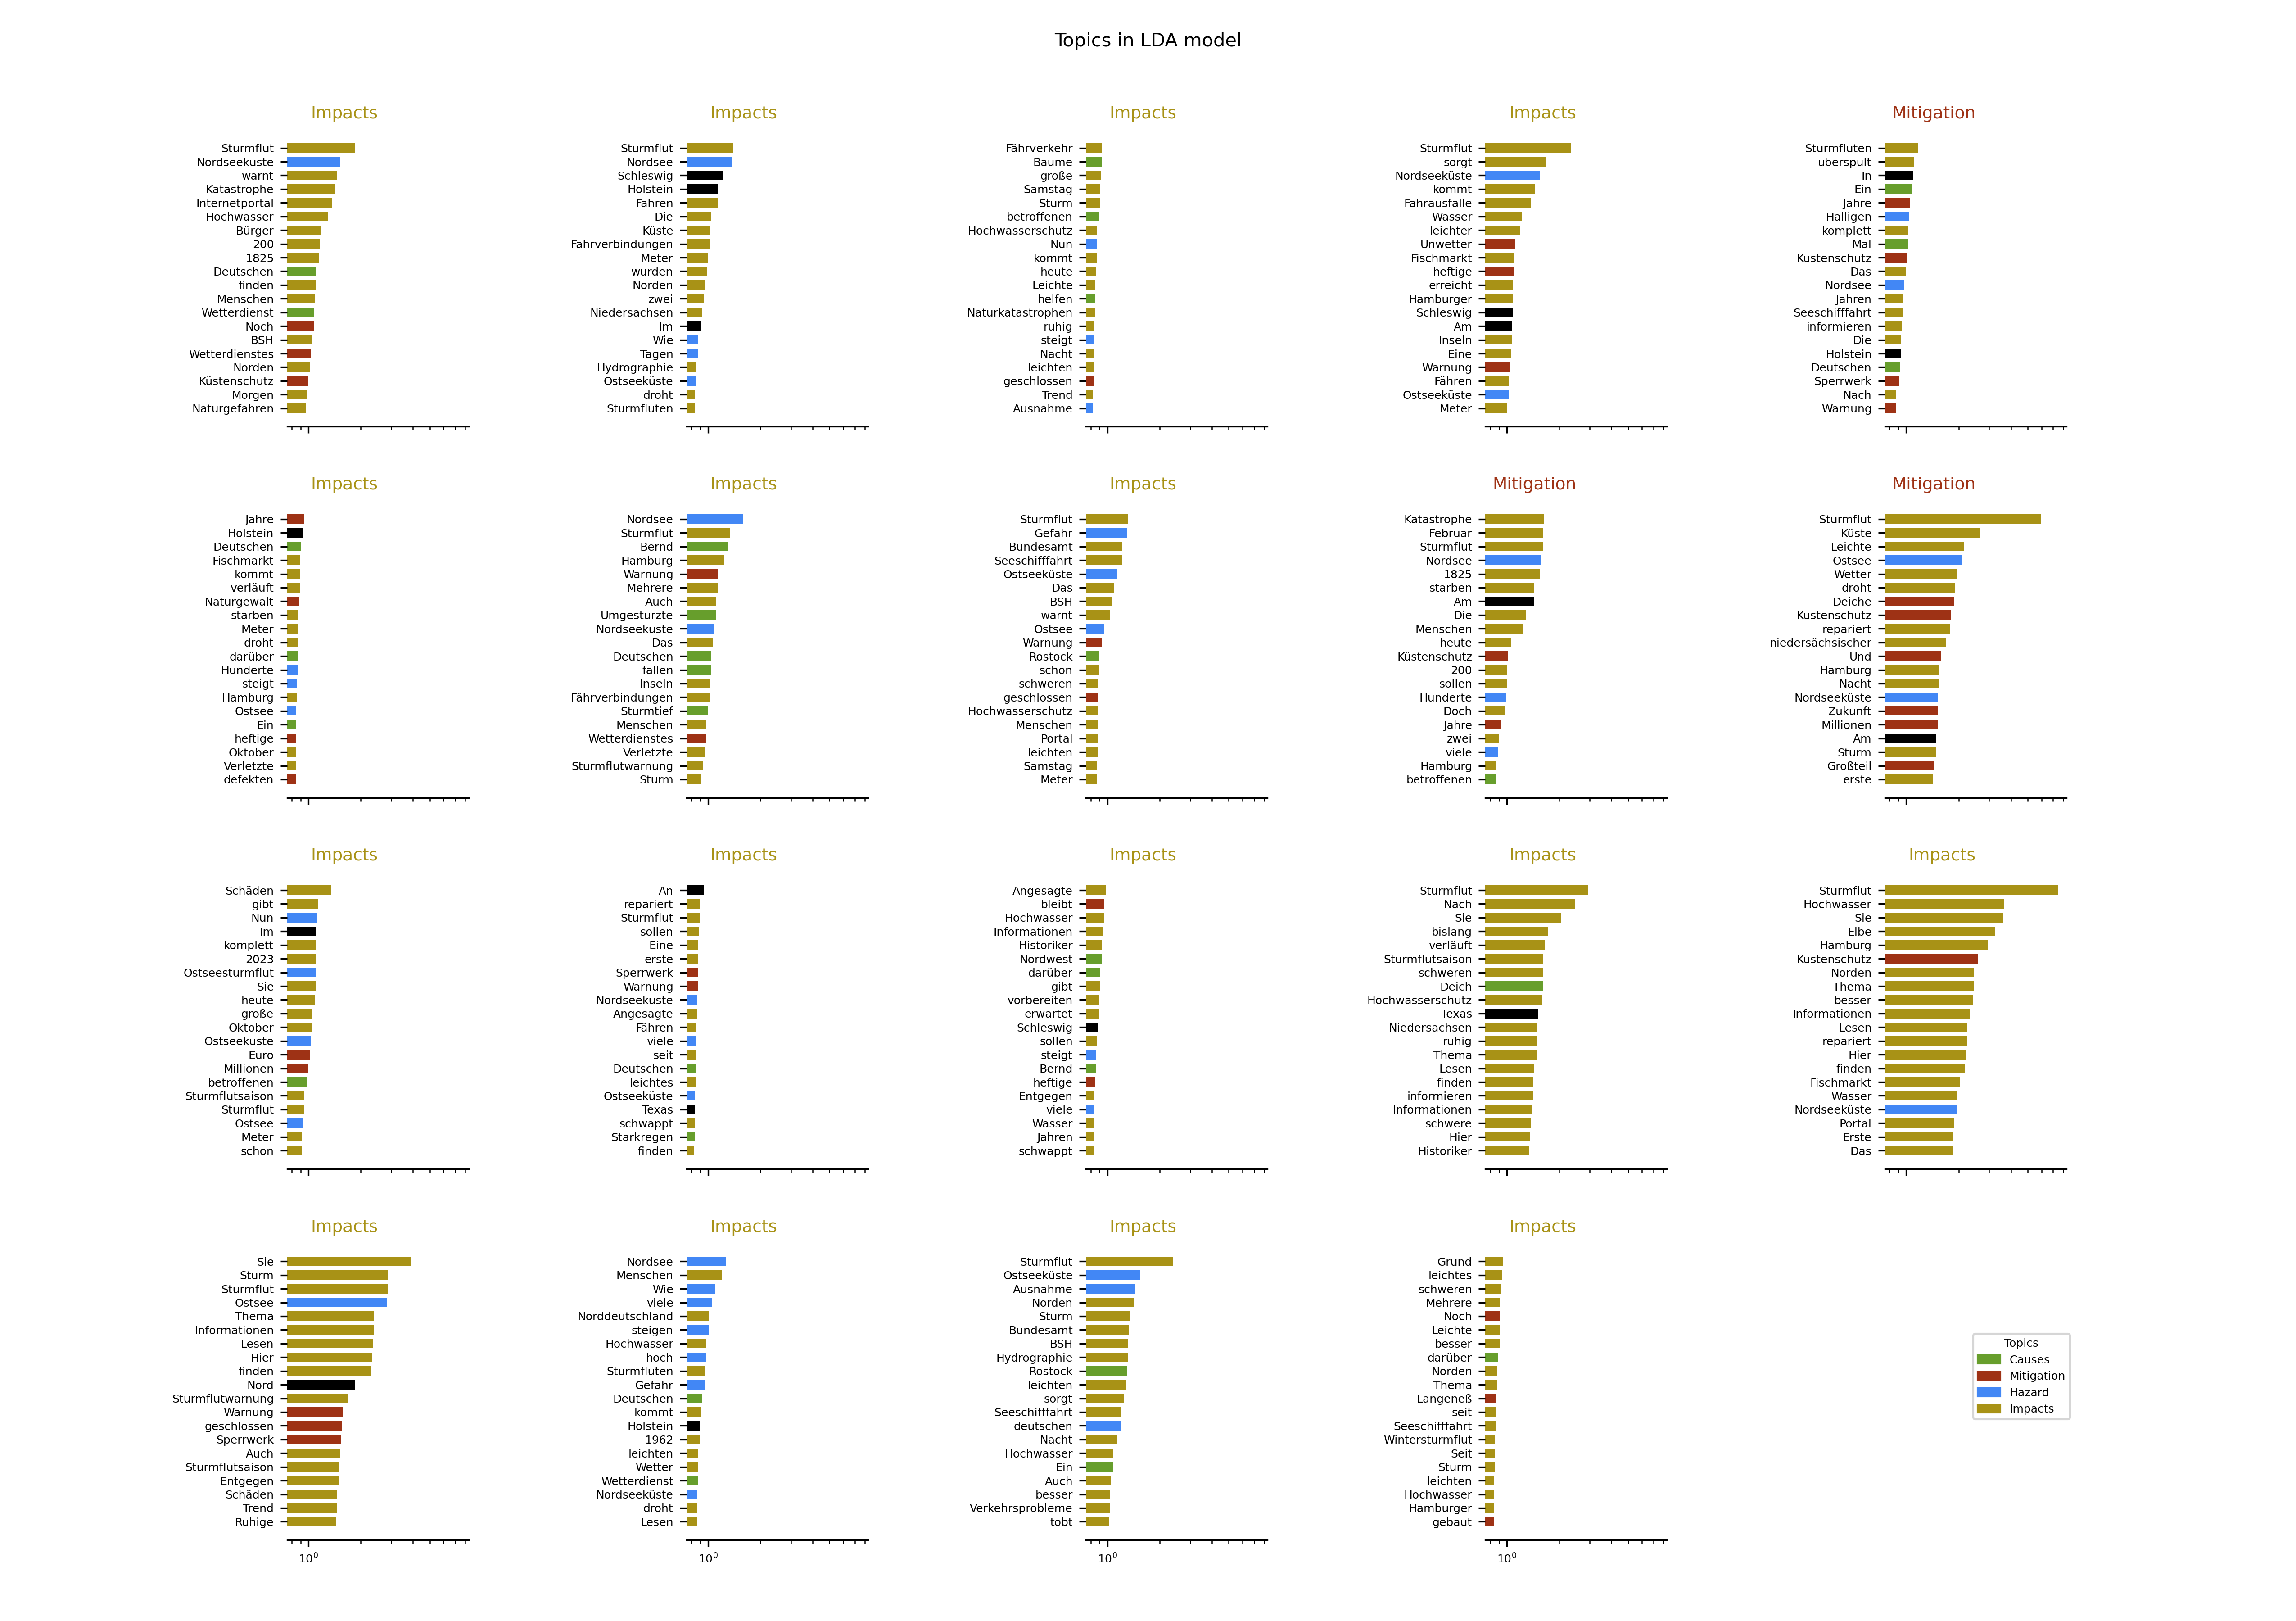 Topics in LDA model
Impacts
Sturmflut
Nordseeküste
warnt
Katastrophe
Internetportal
Hochwasser
Bürger
200
1825
Deutschen
finden
Menschen
Wetterdienst
Noch
BSH
Wetterdienstes
Norden
Küstenschutz
Morgen
Naturgefahren
Impacts
Sturmflut
Nordsee
Schleswig
Holstein
Fähren
Die
Küste
Fährverbindungen
Meter
wurden
Norden
zwei
Niedersachsen
Im
Wie
Tagen
Hydrographie
Ostseeküste
droht
Sturmfluten
Impacts
Fährverkehr
Bäume
große
Samstag
Sturm
betroffenen
Hochwasserschutz
Nun
kommt
heute
Leichte
helfen
Naturkatastrophen
ruhig
steigt
Nacht
leichten
geschlossen
Trend
Ausnahme
Impacts
Sturmflut
sorgt
Nordseeküste
kommt
Fährausfälle
Wasser
leichter
Unwetter
Fischmarkt
heftige
erreicht
Hamburger
Schleswig
Am
Inseln
Eine
Warnung
Fähren
Ostseeküste
Meter
Mitigation
Sturmfluten
überspült
In
Ein
Jahre
Halligen
komplett
Mal
Küstenschutz
Das
Nordsee
Jahren
Seeschifffahrt
informieren
Die
Holstein
Deutschen
Sperrwerk
Nach
Warnung
Impacts
Jahre
Holstein
Deutschen
Fischmarkt
kommt
verläuft
Naturgewalt
starben
Meter
droht
darüber
Hunderte
steigt
Hamburg
Ostsee
Ein
heftige
Oktober
Verletzte
defekten
Impacts
Nordsee
Sturmflut
Bernd
Hamburg
Warnung
Mehrere
Auch
Umgestürzte
Nordseeküste
Das
Deutschen
fallen
Inseln
Fährverbindungen
Sturmtief
Menschen
Wetterdienstes
Verletzte
Sturmflutwarnung
Sturm
Impacts
Sturmflut
Gefahr
Bundesamt
Seeschifffahrt
Ostseeküste
Das
BSH
warnt
Ostsee
Warnung
Rostock
schon
schweren
geschlossen
Hochwasserschutz
Menschen
Portal
leichten
Samstag
Meter
Mitigation
Katastrophe
Februar
Sturmflut
Nordsee
1825
starben
Am
Die
Menschen
heute
Küstenschutz
200
sollen
Hunderte
Doch
Jahre
zwei
viele
Hamburg
betroffenen
Mitigation
Sturmflut
Küste
Leichte
Ostsee
Wetter
droht
Deiche
Küstenschutz
repariert
niedersächsischer
Und
Hamburg
Nacht
Nordseeküste
Zukunft
Millionen
Am
Sturm
Großteil
erste
Impacts
Schäden
gibt
Nun
Im
komplett
2023
Ostseesturmflut
Sie
heute
große
Oktober
Ostseeküste
Euro
Millionen
betroffenen
Sturmflutsaison
Sturmflut
Ostsee
Meter
schon
Impacts
An
repariert
Sturmflut
sollen
Eine
erste
Sperrwerk
Warnung
Nordseeküste
Angesagte
Fähren
viele
seit
Deutschen
leichtes
Ostseeküste
Texas
schwappt
Starkregen
finden
Impacts
Angesagte
bleibt
Hochwasser
Informationen
Historiker
Nordwest
darüber
gibt
vorbereiten
erwartet
Schleswig
sollen
steigt
Bernd
heftige
Entgegen
viele
Wasser
Jahren
schwappt
Impacts
Sturmflut
Nach
Sie
bislang
verläuft
Sturmflutsaison
schweren
Deich
Hochwasserschutz
Texas
Niedersachsen
ruhig
Thema
Lesen
finden
informieren
Informationen
schwere
Hier
Historiker
Impacts
Sturmflut
Hochwasser
Sie
Elbe
Hamburg
Küstenschutz
Norden
Thema
besser
Informationen
Lesen
repariert
Hier
finden
Fischmarkt
Wasser
Nordseeküste
Portal
Erste
Das
Impacts
Sie
Sturm
Sturmflut
Ostsee
Thema
Informationen
Lesen
Hier
finden
Nord
Sturmflutwarnung
Warnung
geschlossen
Sperrwerk
Auch
Sturmflutsaison
Entgegen
Schäden
Trend
Ruhige
10⁰
Impacts
Nordsee
Menschen
Wie
viele
Norddeutschland
steigen
Hochwasser
hoch
Sturmfluten
Gefahr
Deutschen
kommt
Holstein
1962
leichten
Wetter
Wetterdienst
Nordseeküste
droht
Lesen
10⁰
Impacts
Sturmflut
Ostseeküste
Ausnahme
Norden
Sturm
Bundesamt
BSH
Hydrographie
Rostock
leichten
sorgt
Seeschifffahrt
deutschen
Nacht
Hochwasser
Ein
Auch
besser
Verkehrsprobleme
tobt
10⁰
Impacts
Grund
leichtes
schweren
Mehrere
Noch
Leichte
besser
darüber
Norden
Thema
Langeneß
seit
Seeschifffahrt
Wintersturmflut
Seit
Sturm
leichten
Hochwasser
Hamburger
gebaut
10⁰
Topics
Causes
Mitigation
Hazard
Impacts